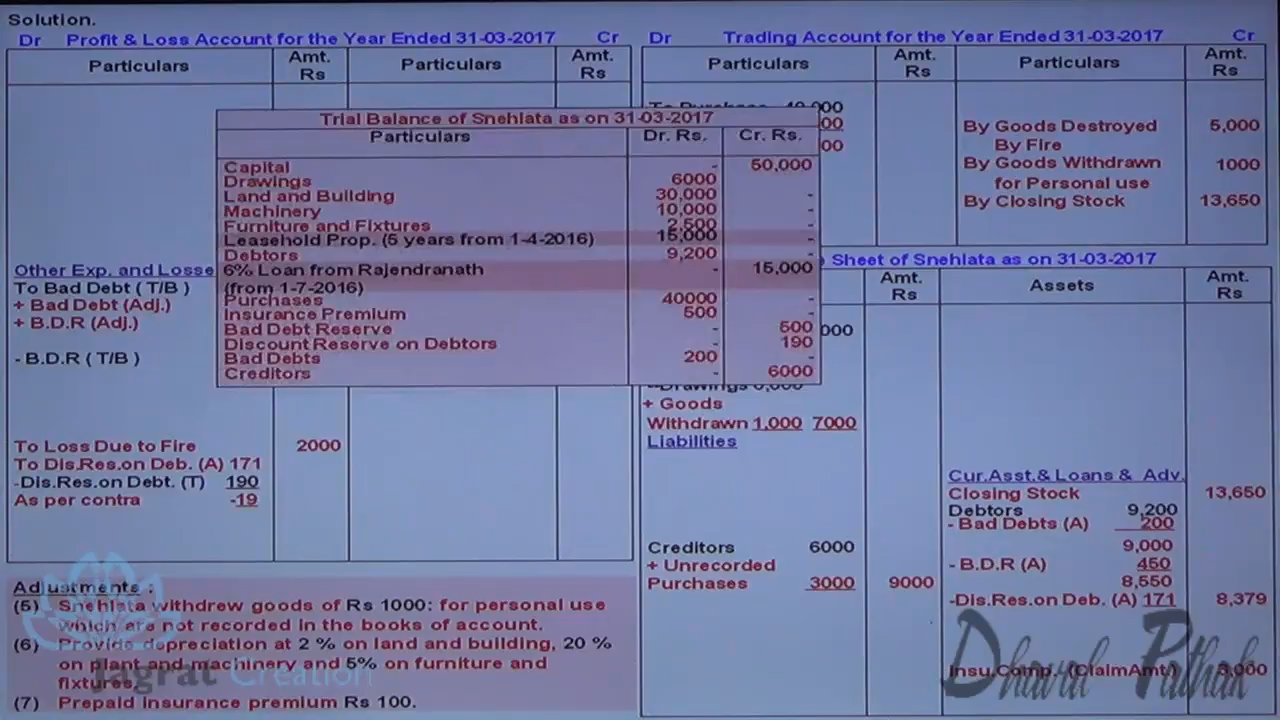 Solution.
Dr Profit & Loss Account for the Year Ended 31-03-2017 Cr
Particulars Amt. Rs Particulars Amt. Rs
Other Exp. and Losse
To Bad Debt ( T/B )
+ Bad Debt (Adj.)
+ B.D.R (Adj.)
- B.D.R ( T/B )
To Loss Due to Fire 2000
To Dis.Res.on Deb. (A) 171
-Dis.Res.on Debt. (T) 190
As per contra -19
Dr Trading Account for the Year Ended 31-03-2017 Cr
Particulars Amt. Rs Particulars Amt. Rs
By Goods Destroyed 5,000
By Fire
By Goods Withdrawn 1000
for Personal use
By Closing Stock 13,650
Trial Balance of Snehlata as on 31-03-2017
Particulars Dr. Rs. Cr. Rs.
Capital - 50,000
Drawings 6000 -
Land and Building 30,000 -
Machinery 10,000 -
Furniture and Fixtures 2,500 -
Leasehold Prop. (5 years from 1-4-2016) 15,000 -
Debtors 9,200 -
6% Loan from Rajendranath - 15,000
(from 1-7-2016)
Purchases 40000 -
Insurance Premium 500 -
Bad Debt Reserve - 500
Discount Reserve on Debtors - 190
Bad Debts 200 -
Creditors - 6000
Sheet of Snehlata as on 31-03-2017
Amt. Rs Assets Amt. Rs
+ Goods
Withdrawn 1,000 7000
Liabilities
Creditors 6000
+ Unrecorded
Purchases 3000 9000
Cur.Asst.& Loans & Adv.
Closing Stock 13,650
Debtors 9,200
- Bad Debts (A) 200
9,000
- B.D.R (A) 450
8,550
-Dis.Res.on Deb. (A) 171 8,379
Insu.Comp. (ClaimAmt.) 3,000
Adjustments :
(5) Snehlata withdrew goods of Rs 1000: for personal use
which are not recorded in the books of account.
(6) Provide depreciation at 2 % on land and building, 20 %
on plant and machinery and 5% on furniture and
fixtures.
(7) Prepaid insurance premium Rs 100.
Jagrat Creation
Dhaval Pathak